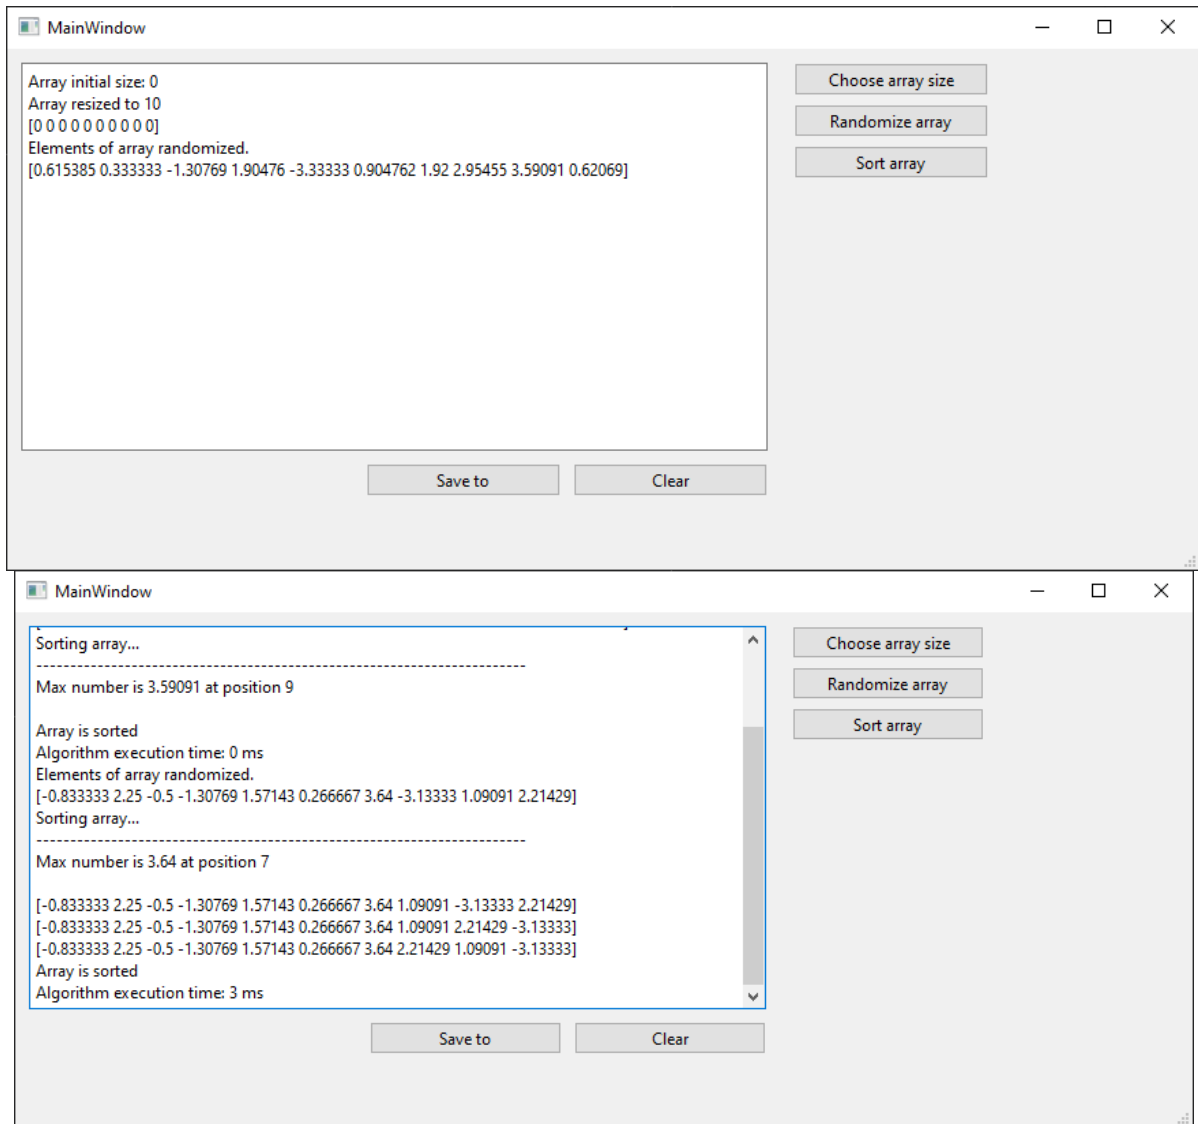 MainWindow
Array initial size: 0
Array resized to 10
[0 0 0 0 0 0 0 0 0 0]
Elements of array randomized.
[0.615385 0.333333 -1.30769 1.90476 -3.33333 0.904762 1.92 2.95455 3.59091 0.62069]
Choose array size
Randomize array
Sort array
Save to
Clear
MainWindow
Sorting array...
------------------------------------------------------------------------
Max number is 3.59091 at position 9
Array is sorted
Algorithm execution time: 0 ms
Elements of array randomized.
[-0.833333 2.25 -0.5 -1.30769 1.57143 0.266667 3.64 -3.13333 1.09091 2.21429]
Sorting array...
------------------------------------------------------------------------
Max number is 3.64 at position 7
[-0.833333 2.25 -0.5 -1.30769 1.57143 0.266667 3.64 1.09091 -3.13333 2.21429]
[-0.833333 2.25 -0.5 -1.30769 1.57143 0.266667 3.64 1.09091 2.21429 -3.13333]
[-0.833333 2.25 -0.5 -1.30769 1.57143 0.266667 3.64 2.21429 1.09091 -3.13333]
Array is sorted
Algorithm execution time: 3 ms
Choose array size
Randomize array
Sort array
Save to
Clear